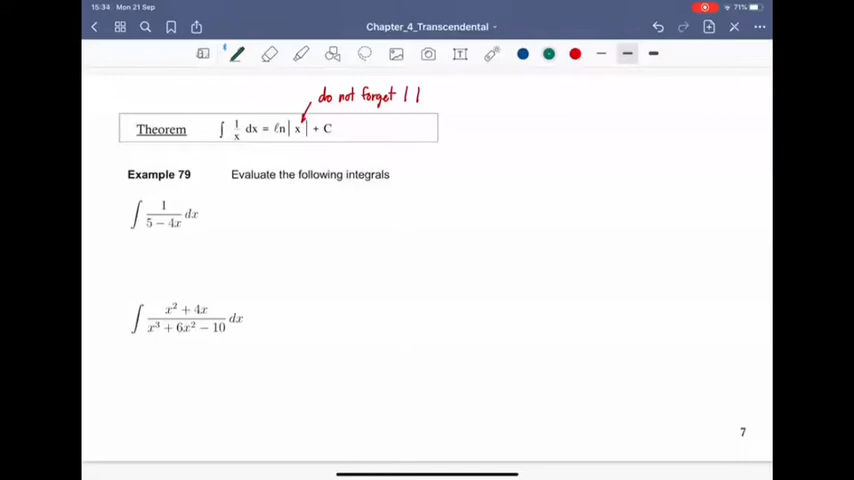 15:34 Mon 21 Sep
71%
Chapter_4_Transcendental
do not forget | |
Theorem ∫ 1/x dx = ℓn| x | + C
Example 79 Evaluate the following integrals
∫ 1/(5 − 4x) dx
∫ (x² + 4x)/(x³ + 6x² − 10) dx
7